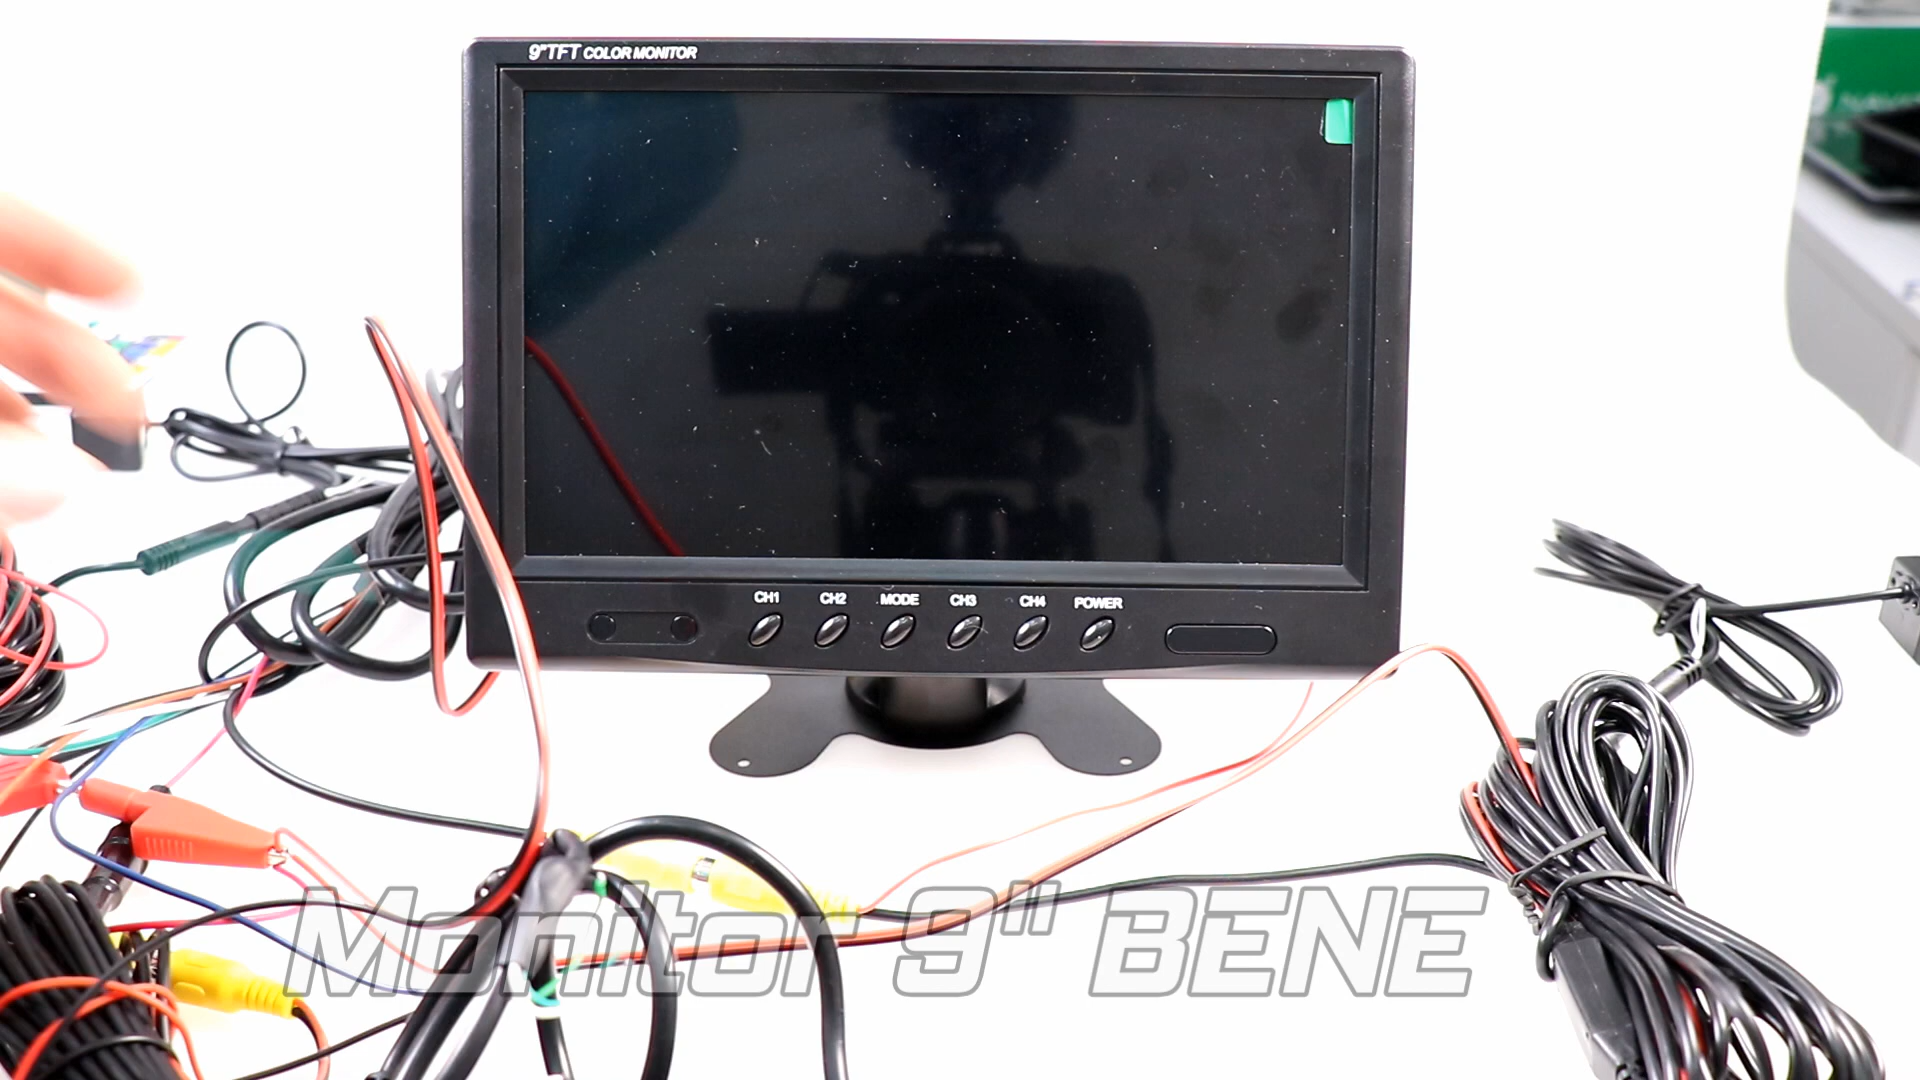 9"TFT COLOR MONITOR
CH1 CH2 MODE CH3 CH4 POWER
Monitor 9" BENE